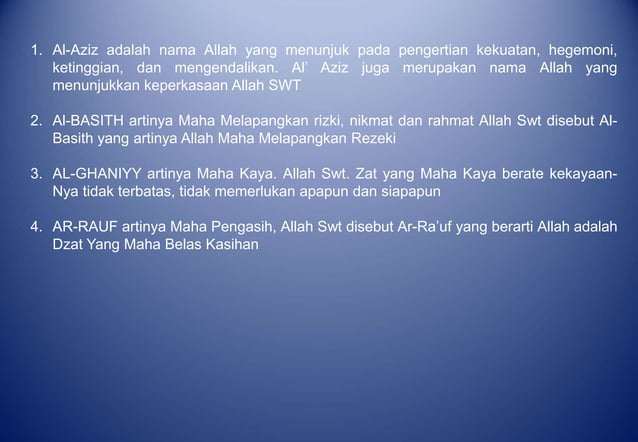 1. Al-Aziz adalah nama Allah yang menunjuk pada pengertian kekuatan, hegemoni,
ketinggian, dan mengendalikan. Al’ Aziz juga merupakan nama Allah yang
menunjukkan keperkasaan Allah SWT
2. Al-BASITH artinya Maha Melapangkan rizki, nikmat dan rahmat Allah Swt disebut Al-
Basith yang artinya Allah Maha Melapangkan Rezeki
3. AL-GHANIYY artinya Maha Kaya. Allah Swt. Zat yang Maha Kaya berate kekayaan-
Nya tidak terbatas, tidak memerlukan apapun dan siapapun
4. AR-RAUF artinya Maha Pengasih, Allah Swt disebut Ar-Ra’uf yang berarti Allah adalah
Dzat Yang Maha Belas Kasihan